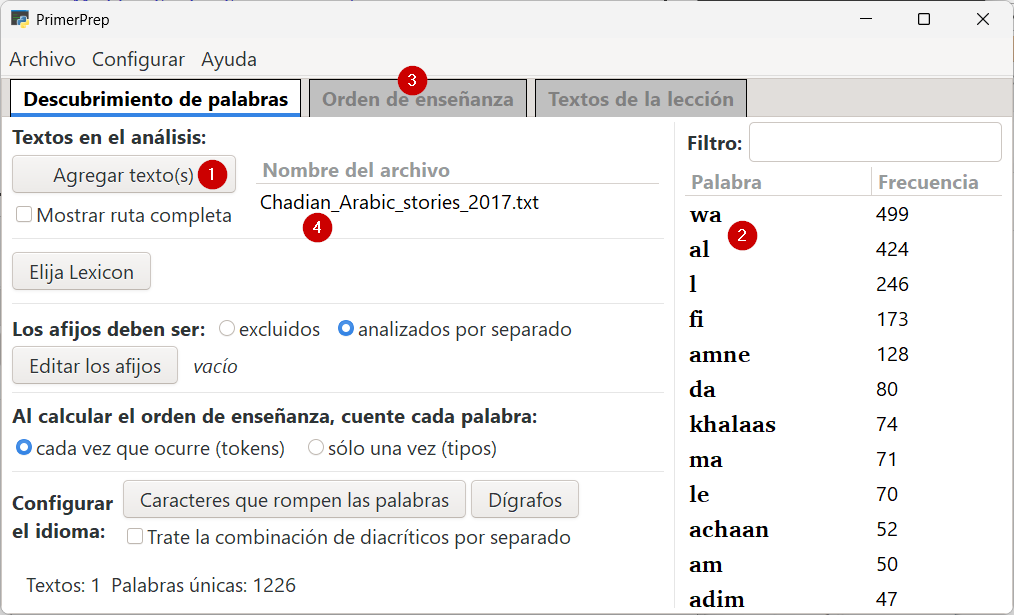 PrimerPrep
Archivo Configurar Ayuda
3
Descubrimiento de palabras Orden de enseñanza Textos de la lección
Textos en el análisis:
Agregar texto(s) 1
Mostrar ruta completa
Nombre del archivo
Chadian_Arabic_stories_2017.txt
4
Elija Lexicon
Los afijos deben ser: excluidos analizados por separado
Editar los afijos vacío
Al calcular el orden de enseñanza, cuente cada palabra:
cada vez que ocurre (tokens) sólo una vez (tipos)
Configurar
el idioma:
Caracteres que rompen las palabras Dígrafos
Trate la combinación de diacríticos por separado
Textos: 1 Palabras únicas: 1226
Filtro:
Palabra Frecuencia
wa 499
2
al 424
l 246
fi 173
amne 128
da 80
khalaas 74
ma 71
le 70
achaan 52
am 50
adim 47